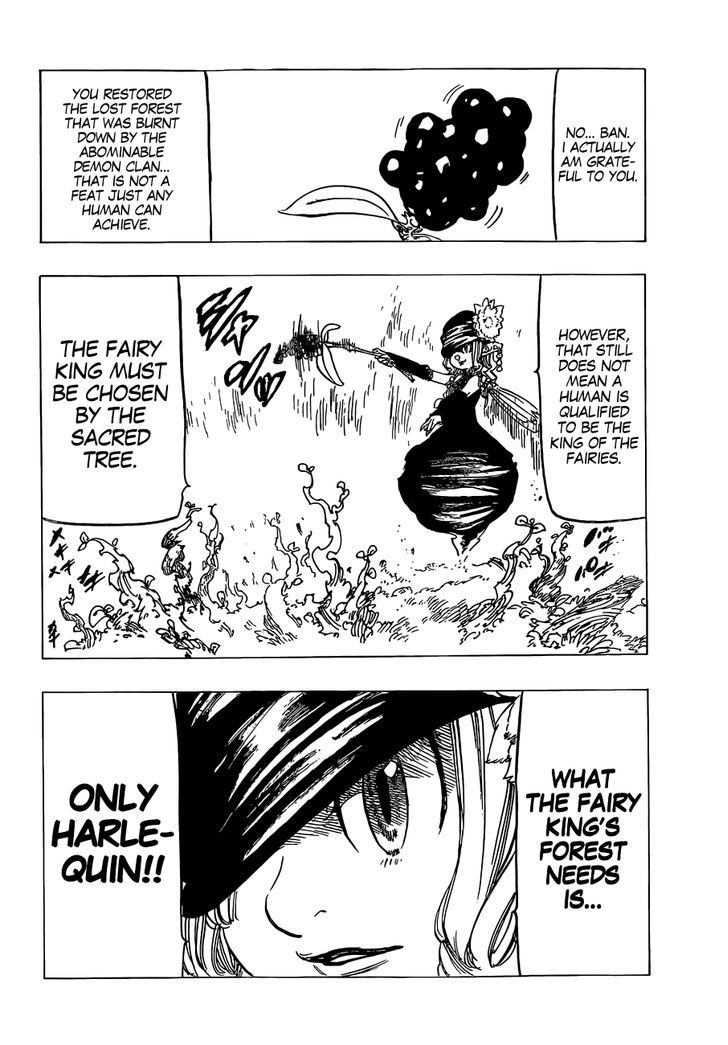 NO... BAN.
I ACTUALLY
AM GRATE-
FUL TO YOU.
YOU RESTORED
THE LOST FOREST
THAT WAS BURNT
DOWN BY THE
ABOMINABLE
DEMON CLAN...
THAT IS NOT A
FEAT JUST ANY
HUMAN CAN
ACHIEVE.
HOWEVER,
THAT STILL
DOES NOT
MEAN A
HUMAN IS
QUALIFIED
TO BE THE
KING OF THE
FAIRIES.
THE FAIRY
KING MUST
BE CHOSEN
BY THE
SACRED
TREE.
WHAT
THE FAIRY
KING'S
FOREST
NEEDS
IS...
ONLY
HARLE-
QUIN!!